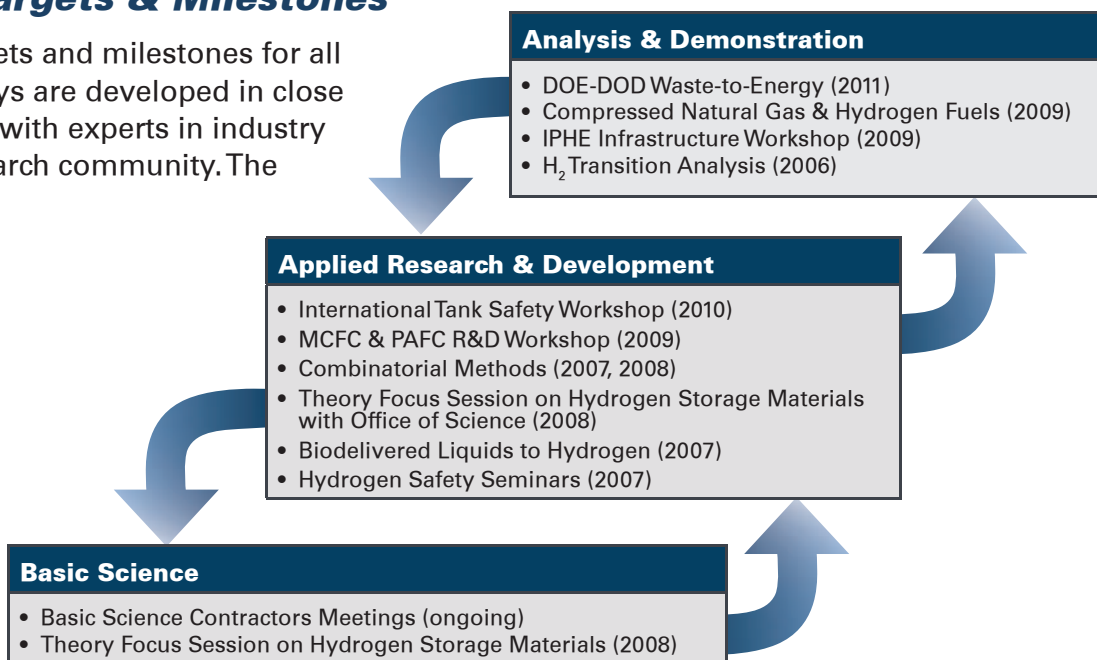 argets & Milestones
ets and milestones for all
ys are developed in close
with experts in industry
arch community. The
Analysis & Demonstration
• DOE-DOD Waste-to-Energy (2011)
• Compressed Natural Gas & Hydrogen Fuels (2009)
• IPHE Infrastructure Workshop (2009)
• H₂ Transition Analysis (2006)
Applied Research & Development
• International Tank Safety Workshop (2010)
• MCFC & PAFC R&D Workshop (2009)
• Combinatorial Methods (2007, 2008)
• Theory Focus Session on Hydrogen Storage Materials
with Office of Science (2008)
• Biodelivered Liquids to Hydrogen (2007)
• Hydrogen Safety Seminars (2007)
Basic Science
• Basic Science Contractors Meetings (ongoing)
• Theory Focus Session on Hydrogen Storage Materials (2008)